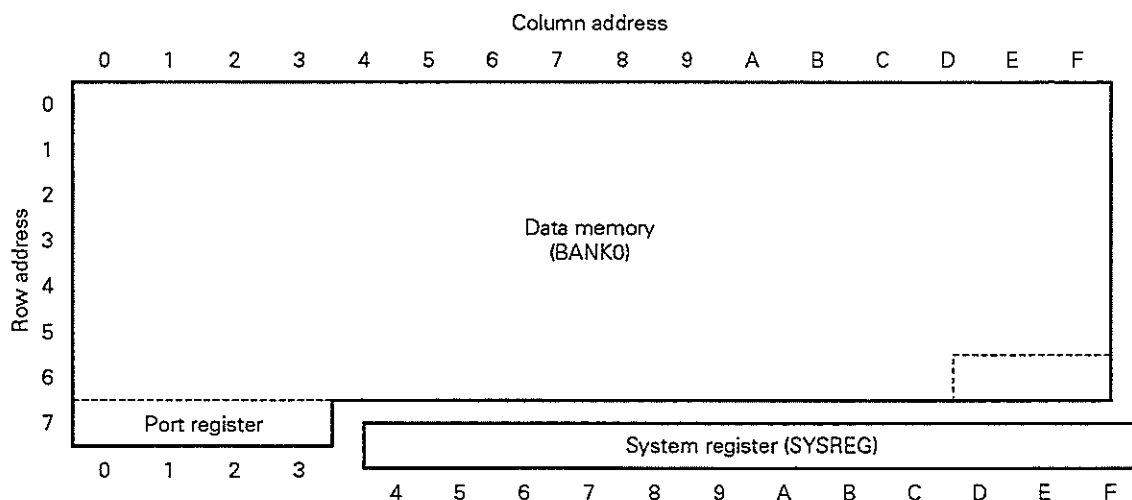 Column address
0 1 2 3 4 5 6 7 8 9 A B C D E F
0
1
2
3
4
5
6
7
Row address
Data memory
(BANK0)
Port register
System register (SYSREG)
0 1 2 3
4 5 6 7 8 9 A B C D E F